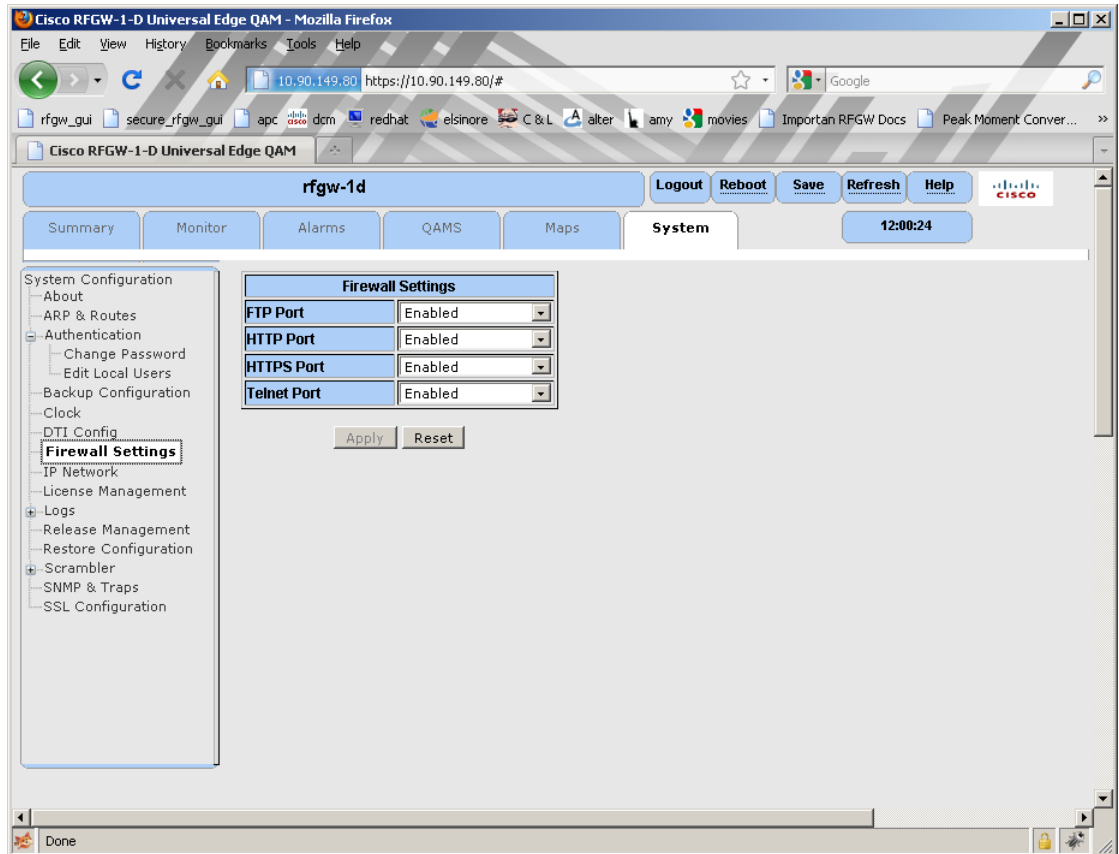 Cisco RFGW-1-D Universal Edge QAM - Mozilla Firefox
File Edit View History Bookmarks Tools Help
10.90.149.80 https://10.90.149.80/# Google
rfgw_gui secure_rfgw_gui apc dcm redhat elsinore C & L alter amy movies Importan RFGW Docs Peak Moment Conver... »
Cisco RFGW-1-D Universal Edge QAM
rfgw-1d Logout Reboot Save Refresh Help cisco
Summary Monitor Alarms QAMS Maps System 12:00:24
System Configuration
About
ARP & Routes
Authentication
Change Password
Edit Local Users
Backup Configuration
Clock
DTI Config
Firewall Settings
IP Network
License Management
Logs
Release Management
Restore Configuration
Scrambler
SNMP & Traps
SSL Configuration
Firewall Settings
FTP Port Enabled
HTTP Port Enabled
HTTPS Port Enabled
Telnet Port Enabled
Apply Reset
Done